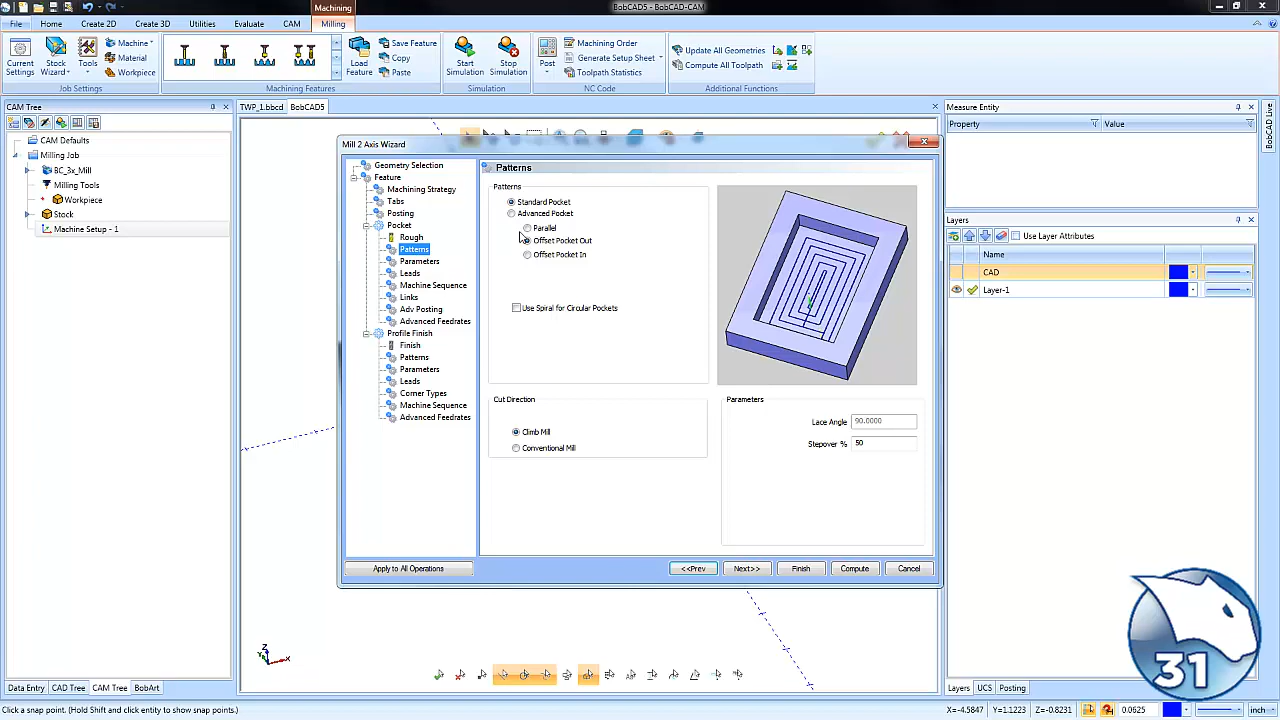 Machining
BobCAD5 - BobCAD-CAM
File
Home
Create 2D
Create 3D
Utilities
Evaluate
CAM
Milling
Current Settings
Stock Wizard
Tools
Machine
Material
Workpiece
Job Settings
Machining Features
Load Feature
Save Feature
Copy
Paste
Start Simulation
Stop Simulation
Simulation
Post
Machining Order
Generate Setup Sheet
Toolpath Statistics
NC Code
Update All Geometries
Compute All Toolpath
Additional Functions
CAM Tree
CAM Defaults
Milling Job
BC_3x_Mill
Milling Tools
Workpiece
Stock
Machine Setup - 1
Data Entry
CAD Tree
CAM Tree
BobArt
TWP_1.bbcd
BobCAD5
Mill 2 Axis Wizard
Geometry Selection
Feature
Machining Strategy
Tabs
Posting
Pocket
Rough
Patterns
Parameters
Leads
Machine Sequence
Links
Adv Posting
Advanced Feedrates
Profile Finish
Finish
Patterns
Parameters
Leads
Corner Types
Machine Sequence
Advanced Feedrates
Apply to All Operations
Patterns
Patterns
Standard Pocket
Advanced Pocket
Parallel
Offset Pocket Out
Offset Pocket In
Use Spiral for Circular Pockets
Cut Direction
Climb Mill
Conventional Mill
Parameters
Lace Angle 90.0000
Stepover % 50
<<Prev
Next>>
Finish
Compute
Cancel
Z
Y
X
Measure Entity
Property
Value
Layers
Use Layer Attributes
Name
CAD
Layer-1
BobCAD Live
Layers
UCS
Posting
31
Click a snap point. (Hold Shift and click entity to show snap points.)
X=-4.5847
Y=1.1223
Z=-0.8231
0.0625
inch